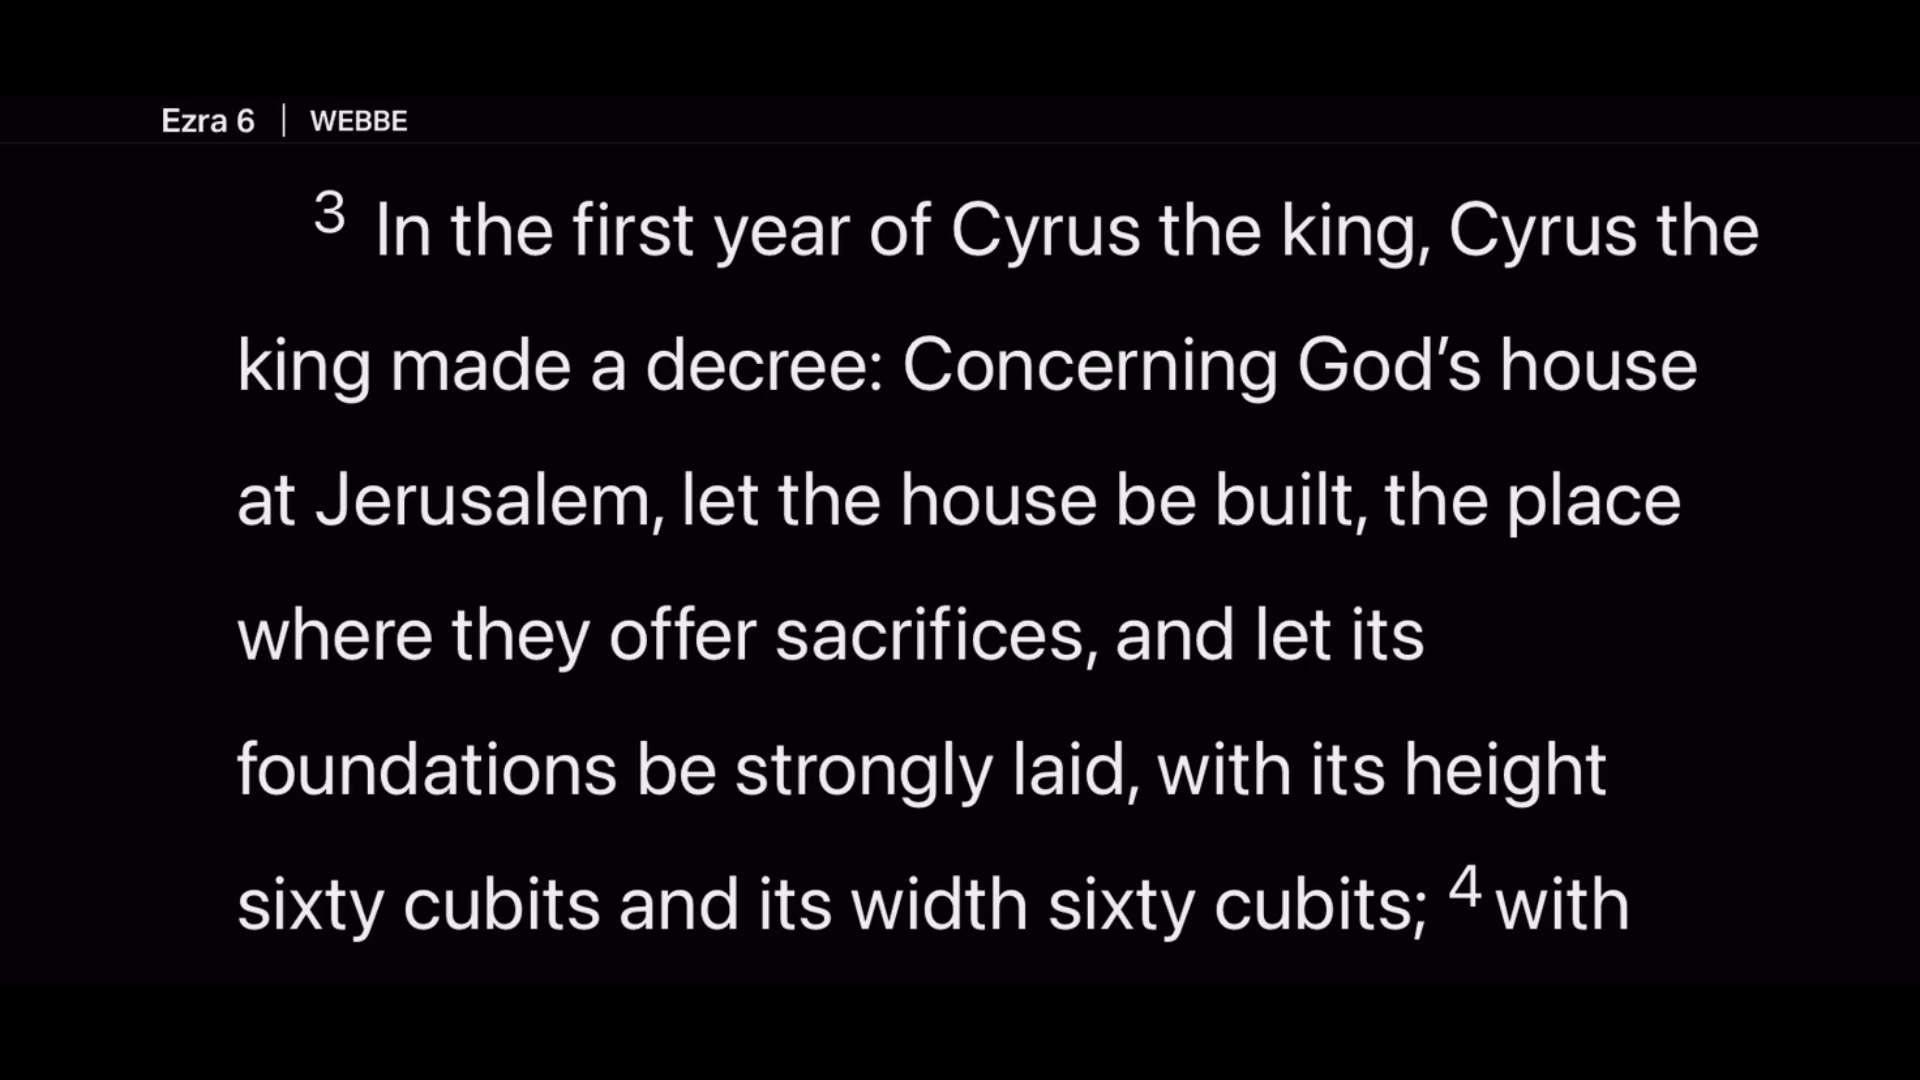 Ezra 6 | WEBBE
3 In the first year of Cyrus the king, Cyrus the
king made a decree: Concerning God’s house
at Jerusalem, let the house be built, the place
where they offer sacrifices, and let its
foundations be strongly laid, with its height
sixty cubits and its width sixty cubits; 4 with